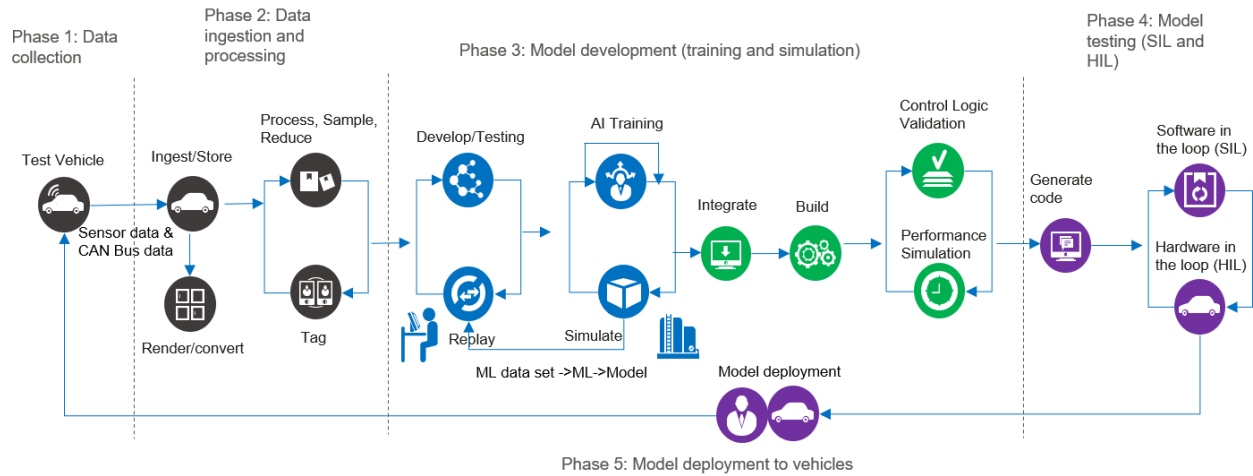 Phase 1: Data
collection
Phase 2: Data
ingestion and
processing
Phase 3: Model development (training and simulation)
Phase 4: Model
testing (SIL and
HIL)
Test Vehicle
Sensor data &
CAN Bus data
Ingest/Store
Render/convert
Process, Sample,
Reduce
Tag
Develop/Testing
Replay
AI Training
Simulate
ML data set ->ML->Model
Integrate
Build
Control Logic
Validation
Performance
Simulation
Generate
code
Software in
the loop (SIL)
Hardware in
the loop (HIL)
Model deployment
Phase 5: Model deployment to vehicles